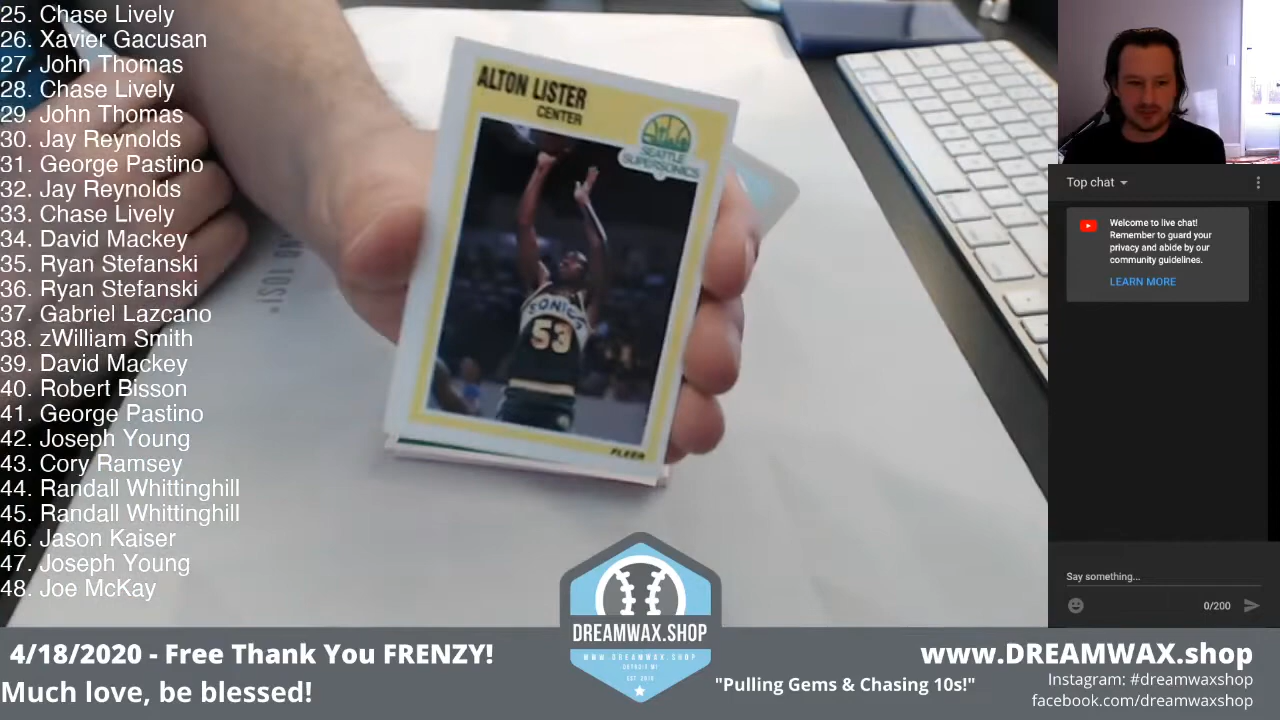 25. Chase Lively
26. Xavier Gacusan
27. John Thomas
28. Chase Lively
29. John Thomas
30. Jay Reynolds
31. George Pastino
32. Jay Reynolds
33. Chase Lively
34. David Mackey
35. Ryan Stefanski
36. Ryan Stefanski
37. Gabriel Lazcano
38. zWilliam Smith
39. David Mackey
40. Robert Bisson
41. George Pastino
42. Joseph Young
43. Cory Ramsey
44. Randall Whittinghill
45. Randall Whittinghill
46. Jason Kaiser
47. Joseph Young
48. Joe McKay
ALTON LISTER
CENTER
SEATTLE
SUPERSONICS
SONICS
53
FLEER
Top chat
Welcome to live chat!
Remember to guard your
privacy and abide by our
community guidelines.
LEARN MORE
Say something...
0/200
4/18/2020 - Free Thank You FRENZY!
Much love, be blessed!
DREAMWAX.SHOP
WWW.DREAMWAX.SHOP
DETROIT MI
"Pulling Gems & Chasing 10s!"
www.DREAMWAX.shop
Instagram: #dreamwaxshop
facebook.com/dreamwaxshop